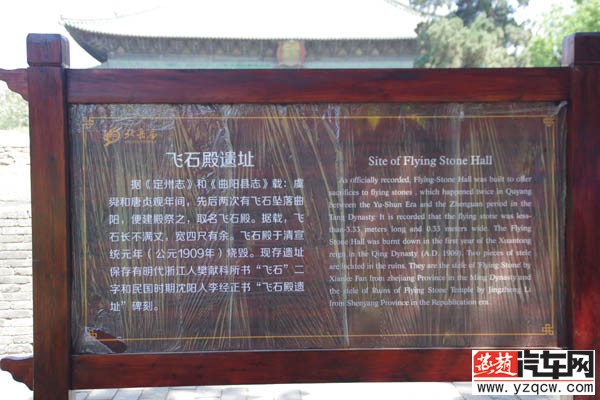 飞石殿遗址
据《定州志》和《曲阳县志》载：虞
舜和唐贞观年间，先后两次有飞石坠落曲
阳，便建殿祭之，取名飞石殿。据载，飞
石长不满丈，宽四尺有余。飞石殿于清宣
统元年（公元1909年）烧毁。现存遗址
保存有明代浙江人樊献科所书“飞石”二
字和民国时期沈阳人李经正书“飞石殿遗
址”碑刻。
Site of Flying Stone Hall
As officially recorded, Flying-Stone Hall was built to offer
sacrifices to flying stones , which happened twice in Quyang
between the Yu-Shun Era and the Zhenguan period in the
Tang Dynasty. It is recorded that the flying stone was less-
than-3.33 meters long and 0.33 meters wide. The Flying
Stone Hall was burnt down in the first year of the Xuantong
reign in the Qing Dynasty (A.D. 1909). Two pieces of stele
are located in the ruins. They are the stele of Flying Stone by
Xianke Fan from zhejiang Province in the Ming Dynasty and
the stele of Ruins of Flying Stone Temple by Jingzheng Li
from Shenyang Province in the Republication era .
燕赵汽车网
www.yzqcw.com